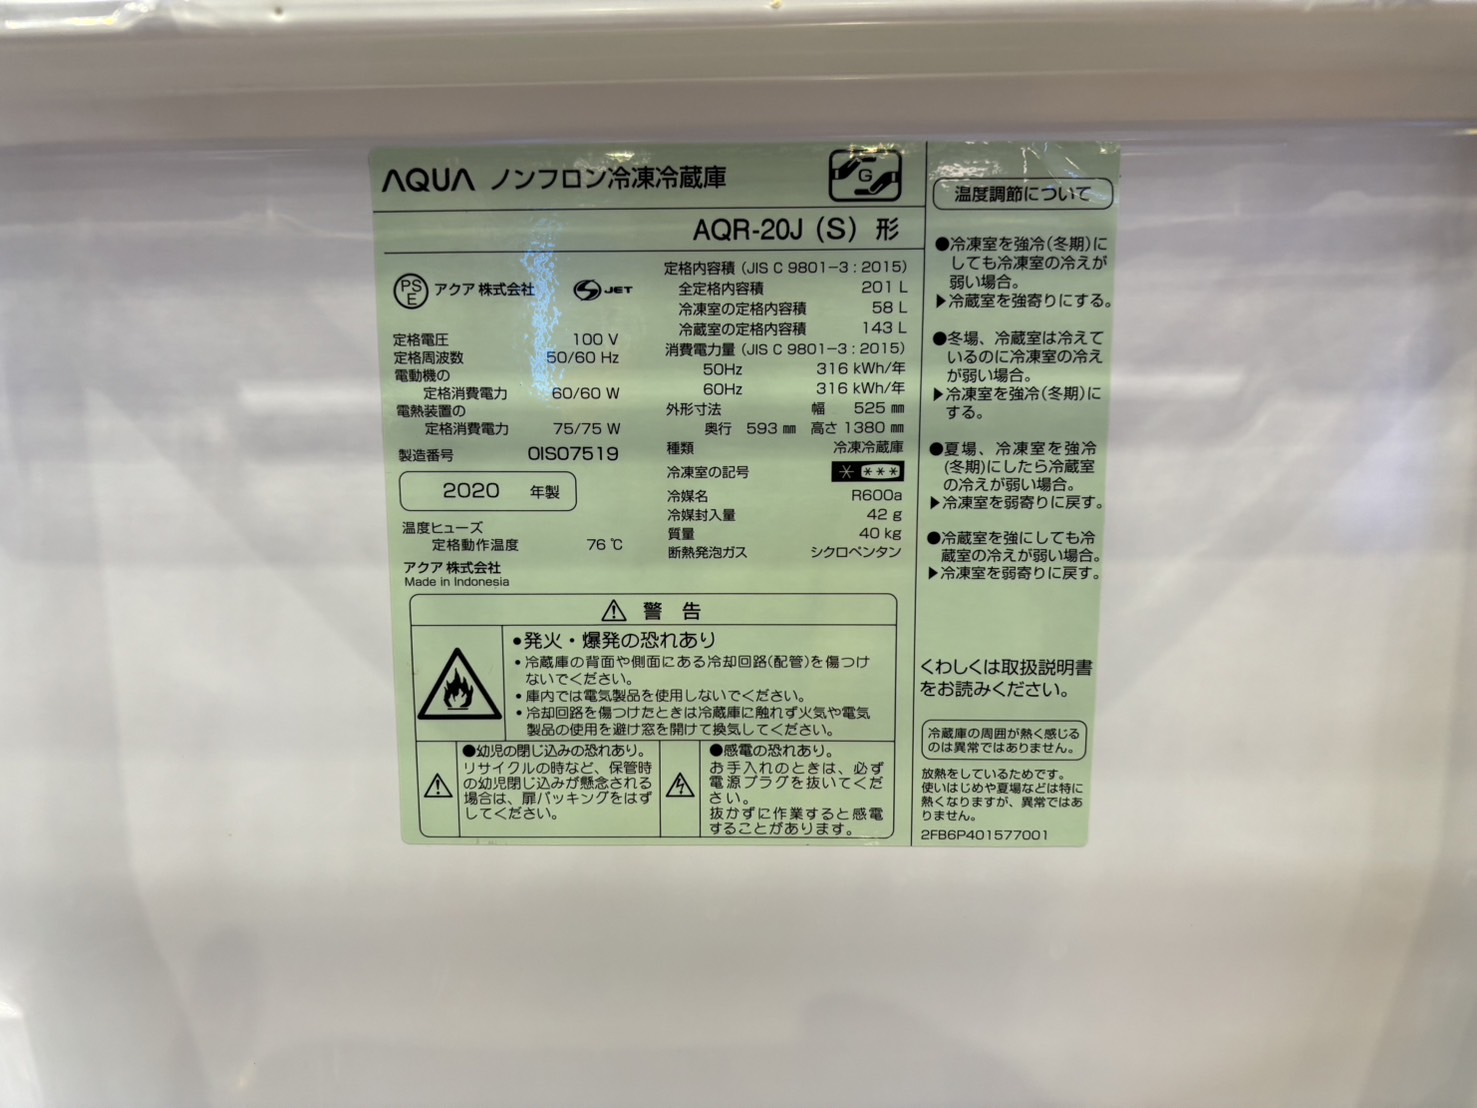 AQUA ノンフロン冷凍冷蔵庫
G
AQR-20J (S) 形
PS
E
アクア 株式会社
JET
定格電圧 100 V
定格周波数 50/60 Hz
電動機の
定格消費電力 60/60 W
電熱装置の
定格消費電力 75/75 W
製造番号 OIS07519
2020 年製
温度ヒューズ
定格動作温度 76 ℃
アクア 株式会社
Made in Indonesia
定格内容積 (JIS C 9801-3 : 2015)
全定格内容積 201 L
冷凍室の定格内容積 58 L
冷蔵室の定格内容積 143 L
消費電力量 (JIS C 9801-3 : 2015)
50Hz 316 kWh/年
60Hz 316 kWh/年
外形寸法 幅 525 ㎜
奥行 593 ㎜ 高さ 1380 ㎜
種類 冷凍冷蔵庫
冷凍室の記号 * ***
冷媒名 R600a
冷媒封入量 42 g
質量 40 kg
断熱発泡ガス シクロペンタン
⚠ 警 告
•発火・爆発の恐れあり
•冷蔵庫の背面や側面にある冷却回路(配管)を傷つけ
ないでください。
•庫内では電気製品を使用しないでください。
•冷却回路を傷つけたときは冷蔵庫に触れず火気や電気
製品の使用を避け窓を開けて換気してください。
●幼児の閉じ込みの恐れあり。
リサイクルの時など、保管時
の幼児閉じ込みが懸念される
場合は、扉パッキングをはず
してください。
●感電の恐れあり。
お手入れのときは、必ず
電源プラグを抜いてくだ
さい。
抜かずに作業すると感電
することがあります。
温度調節について
●冷凍室を強冷(冬期)に
しても冷凍室の冷えが
弱い場合。
▶冷蔵室を強寄りにする。
●冬場、冷蔵室は冷えて
いるのに冷凍室の冷え
が弱い場合。
▶冷凍室を強冷(冬期)に
する。
●夏場、冷凍室を強冷
(冬期)にしたら冷蔵室
の冷えが弱い場合。
▶冷凍室を弱寄りに戻す。
●冷蔵室を強にしても冷
蔵室の冷えが弱い場合。
▶冷凍室を弱寄りに戻す。
くわしくは取扱説明書
をお読みください。
冷蔵庫の周囲が熱く感じる
のは異常ではありません。
放熱をしているためです。
使いはじめや夏場などは特に
熱くなりますが、異常ではあ
りません。
2FB6P401577001